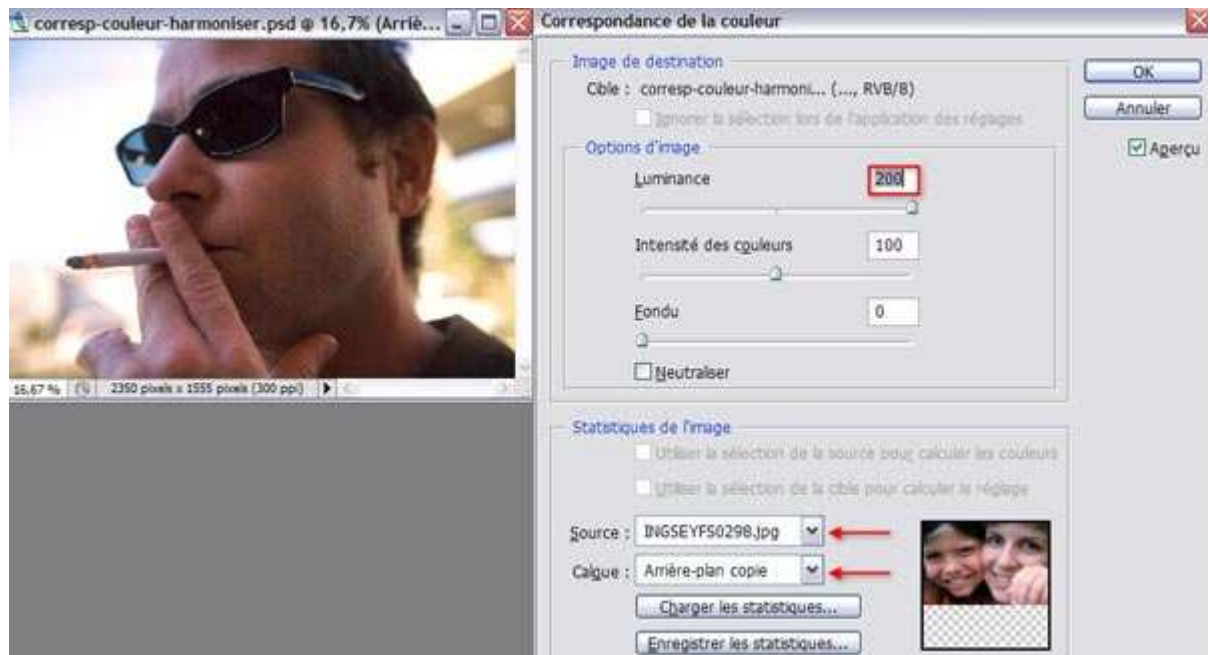 corresp-couleur-harmoniser.psd @ 16,7% (Arriè...
16,67 % 2350 pixels x 1555 pixels (300 ppi)
Correspondance de la couleur
Image de destination
Cible : corresp-couleur-harmoni... (..., RVB/8)
Ignorer la sélection lors de l'application des réglages
Options d'image
Luminance 200
Intensité des couleurs 100
Fondu 0
Neutraliser
OK
Annuler
Aperçu
Statistiques de l'image
Utiliser la sélection de la source pour calculer les couleurs
Utiliser la sélection de la cible pour calculer le réglage
Source : INGSEYFS0298.jpg
Calque : Arrière-plan copie
Charger les statistiques...
Enregistrer les statistiques...